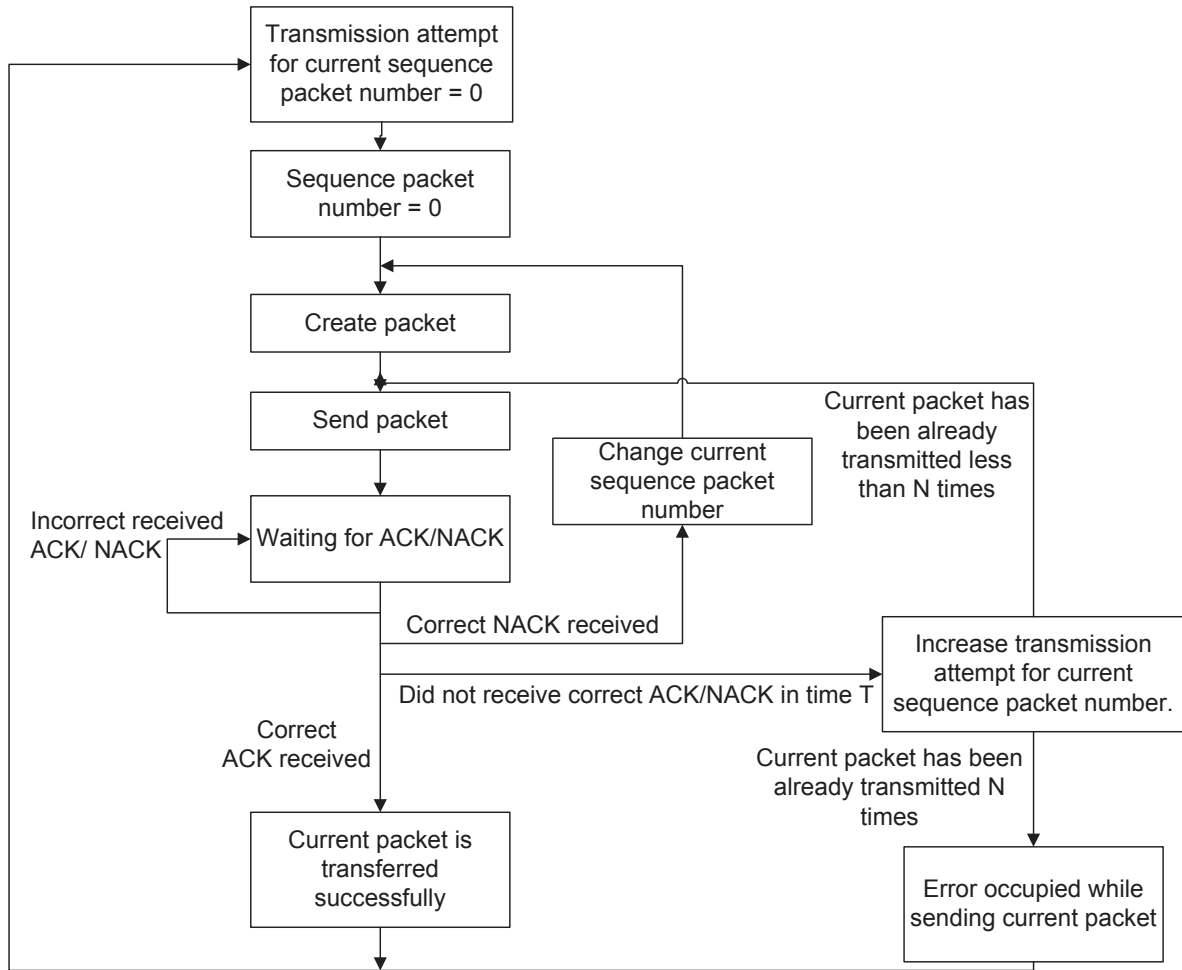 Transmission attempt
for current sequence
packet number = 0
Sequence packet
number = 0
Create packet
Send packet
Current packet has
been already
transmitted less
than N times
Change current
sequence packet
number
Incorrect received
ACK/ NACK
Waiting for ACK/NACK
Correct NACK received
Increase transmission
attempt for current
sequence packet number.
Did not receive correct ACK/NACK in time T
Correct
ACK received
Current packet has been
already transmitted N
times
Current packet is
transferred
successfully
Error occupied while
sending current packet